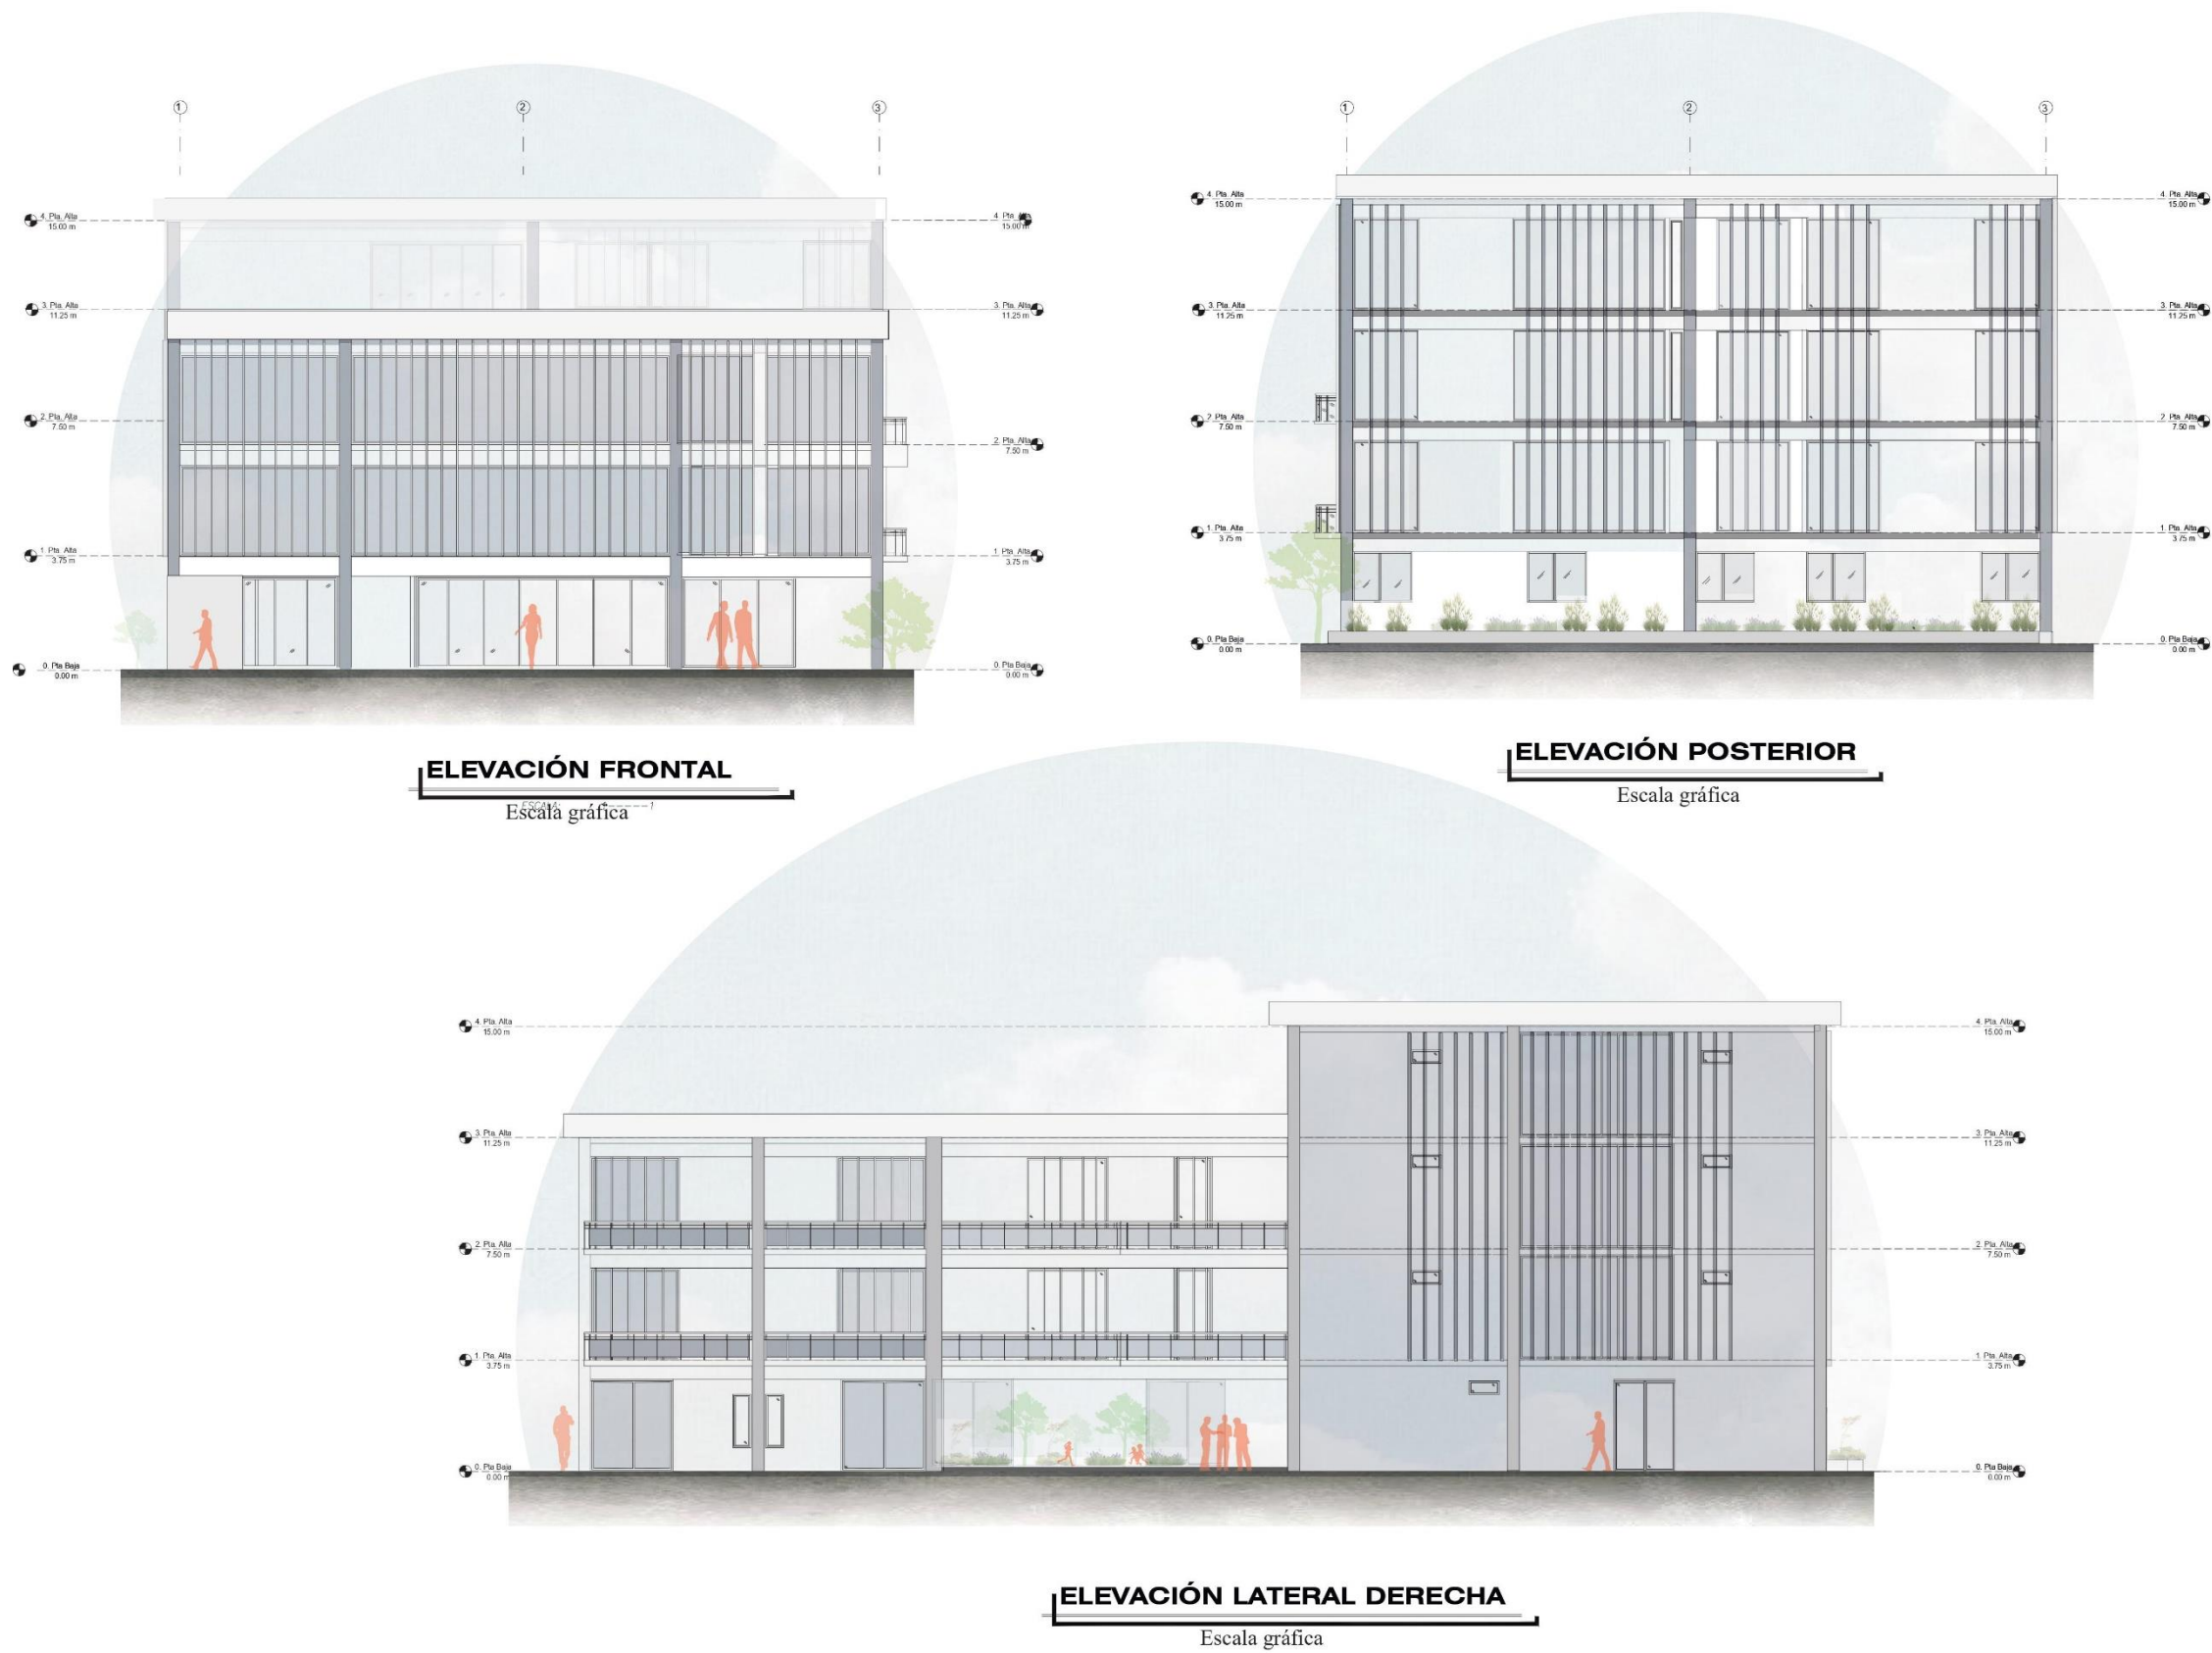 1
2
3
4. Pta. Alta
15.00 m
4. Pta. Alta
15.00 m
3. Pta. Alta
11.25 m
3. Pta. Alta
11.25 m
2. Pta. Alta
7.50 m
2. Pta. Alta
7.50 m
1. Pta. Alta
3.75 m
1. Pta. Alta
3.75 m
0. Pta Baja
0.00 m
0. Pta Baja
0.00 m
ELEVACIÓN FRONTAL
ESCALA: 1
Escala gráfica
1
2
3
4. Pta. Alta
15.00 m
4. Pta. Alta
15.00 m
3. Pta. Alta
11.25 m
3. Pta. Alta
11.25 m
2. Pta. Alta
7.50 m
2. Pta. Alta
7.50 m
1. Pta. Alta
3.75 m
1. Pta. Alta
3.75 m
0. Pta Baja
0.00 m
0. Pta Baja
0.00 m
ELEVACIÓN POSTERIOR
Escala gráfica
4. Pta. Alta
15.00 m
4. Pta. Alta
15.00 m
3. Pta. Alta
11.25 m
3. Pta. Alta
11.25 m
2. Pta. Alta
7.50 m
2. Pta. Alta
7.50 m
1. Pta. Alta
3.75 m
1. Pta. Alta
3.75 m
0. Pta Baja
0.00 m
0. Pta Baja
0.00 m
ELEVACIÓN LATERAL DERECHA
Escala gráfica